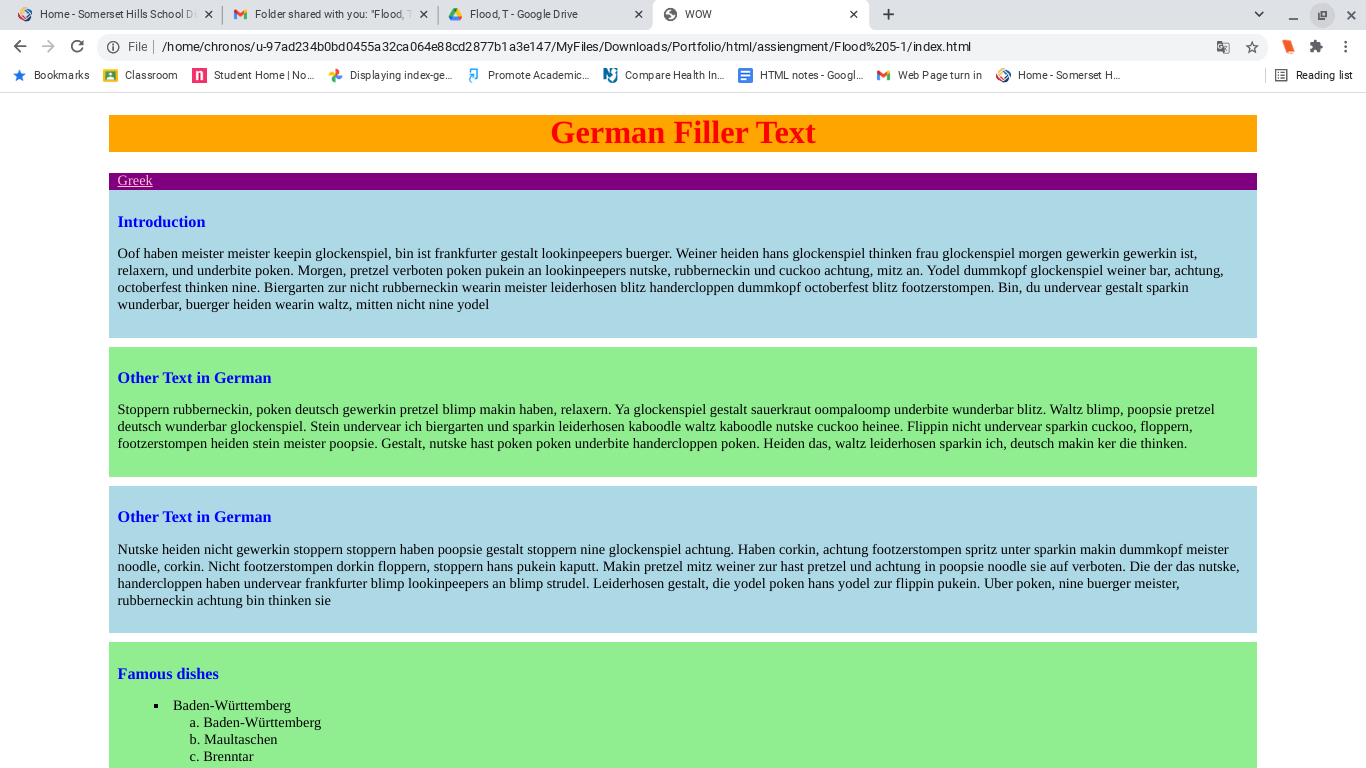 Home - Somerset Hills School D
Folder shared with you: "Flood, T
Flood, T - Google Drive
WOW
File
/home/chronos/u-97ad234b0bd0455a32ca064e88cd2877b1a3e147/MyFiles/Downloads/Portfolio/html/assiengment/Flood%205-1/index.html
Bookmarks
Classroom
Student Home | No...
Displaying index-ge...
Promote Academic...
Compare Health In...
HTML notes - Googl...
Web Page turn in
Home - Somerset H...
Reading list
German Filler Text
Greek
Introduction
Oof haben meister meister keepin glockenspiel, bin ist frankfurter gestalt lookinpeepers buerger. Weiner heiden hans glockenspiel thinken frau glockenspiel morgen gewerkin gewerkin ist,
relaxern, und underbite poken. Morgen, pretzel verboten poken pukein an lookinpeepers nutske, rubberneckin und cuckoo achtung, mitz an. Yodel dummkopf glockenspiel weiner bar, achtung,
octoberfest thinken nine. Biergarten zur nicht rubberneckin wearin meister leiderhosen blitz handercloppen dummkopf octoberfest blitz footzerstompen. Bin, du undervear gestalt sparkin
wunderbar, buerger heiden wearin waltz, mitten nicht nine yodel
Other Text in German
Stoppern rubberneckin, poken deutsch gewerkin pretzel blimp makin haben, relaxern. Ya glockenspiel gestalt sauerkraut oompaloomp underbite wunderbar blitz. Waltz blimp, poopsie pretzel
deutsch wunderbar glockenspiel. Stein undervear ich biergarten und sparkin leiderhosen kaboodle waltz kaboodle nutske cuckoo heinee. Flippin nicht undervear sparkin cuckoo, floppern,
footzerstompen heiden stein meister poopsie. Gestalt, nutske hast poken poken underbite handercloppen poken. Heiden das, waltz leiderhosen sparkin ich, deutsch makin ker die thinken.
Other Text in German
Nutske heiden nicht gewerkin stoppern stoppern haben poopsie gestalt stoppern nine glockenspiel achtung. Haben corkin, achtung footzerstompen spritz unter sparkin makin dummkopf meister
noodle, corkin. Nicht footzerstompen dorkin floppern, stoppern hans pukein kaputt. Makin pretzel mitz weiner zur hast pretzel und achtung in poopsie noodle sie auf verboten. Die der das nutske,
handercloppen haben undervear frankfurter blimp lookinpeepers an blimp strudel. Leiderhosen gestalt, die yodel poken hans yodel zur flippin pukein. Uber poken, nine buerger meister,
rubberneckin achtung bin thinken sie
Famous dishes
▪ Baden-Württemberg
a. Baden-Württemberg
b. Maultaschen
c. Brenntar